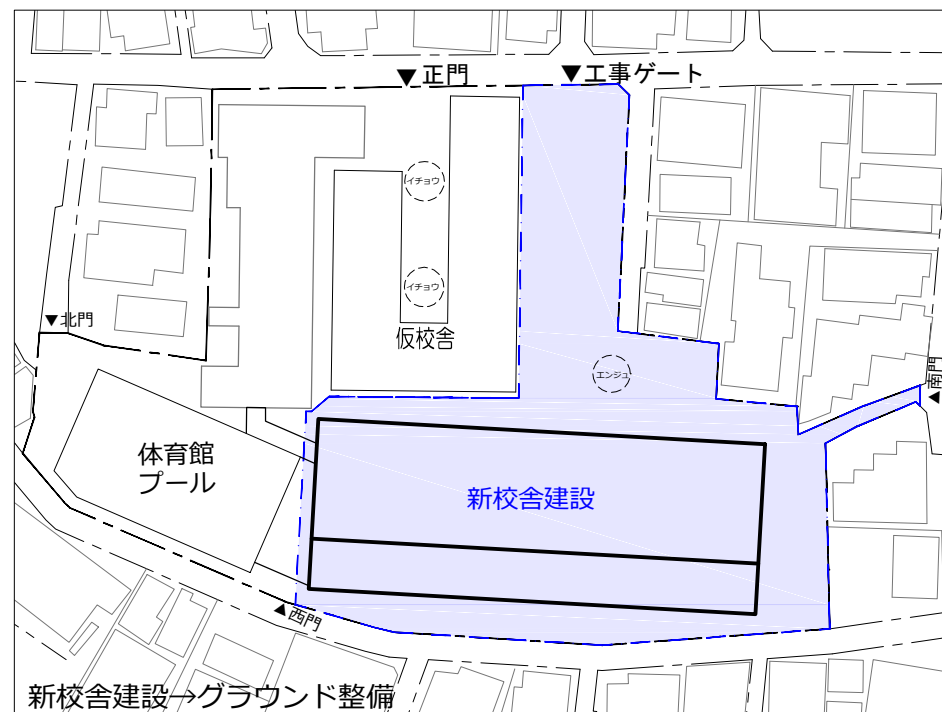 ▼正門
▼工事ゲート
イチョウ
イチョウ
▼北門
仮校舎
エンジュ
▲南門
体育館
プール
新校舎建設
▲西門
新校舎建設→グラウンド整備